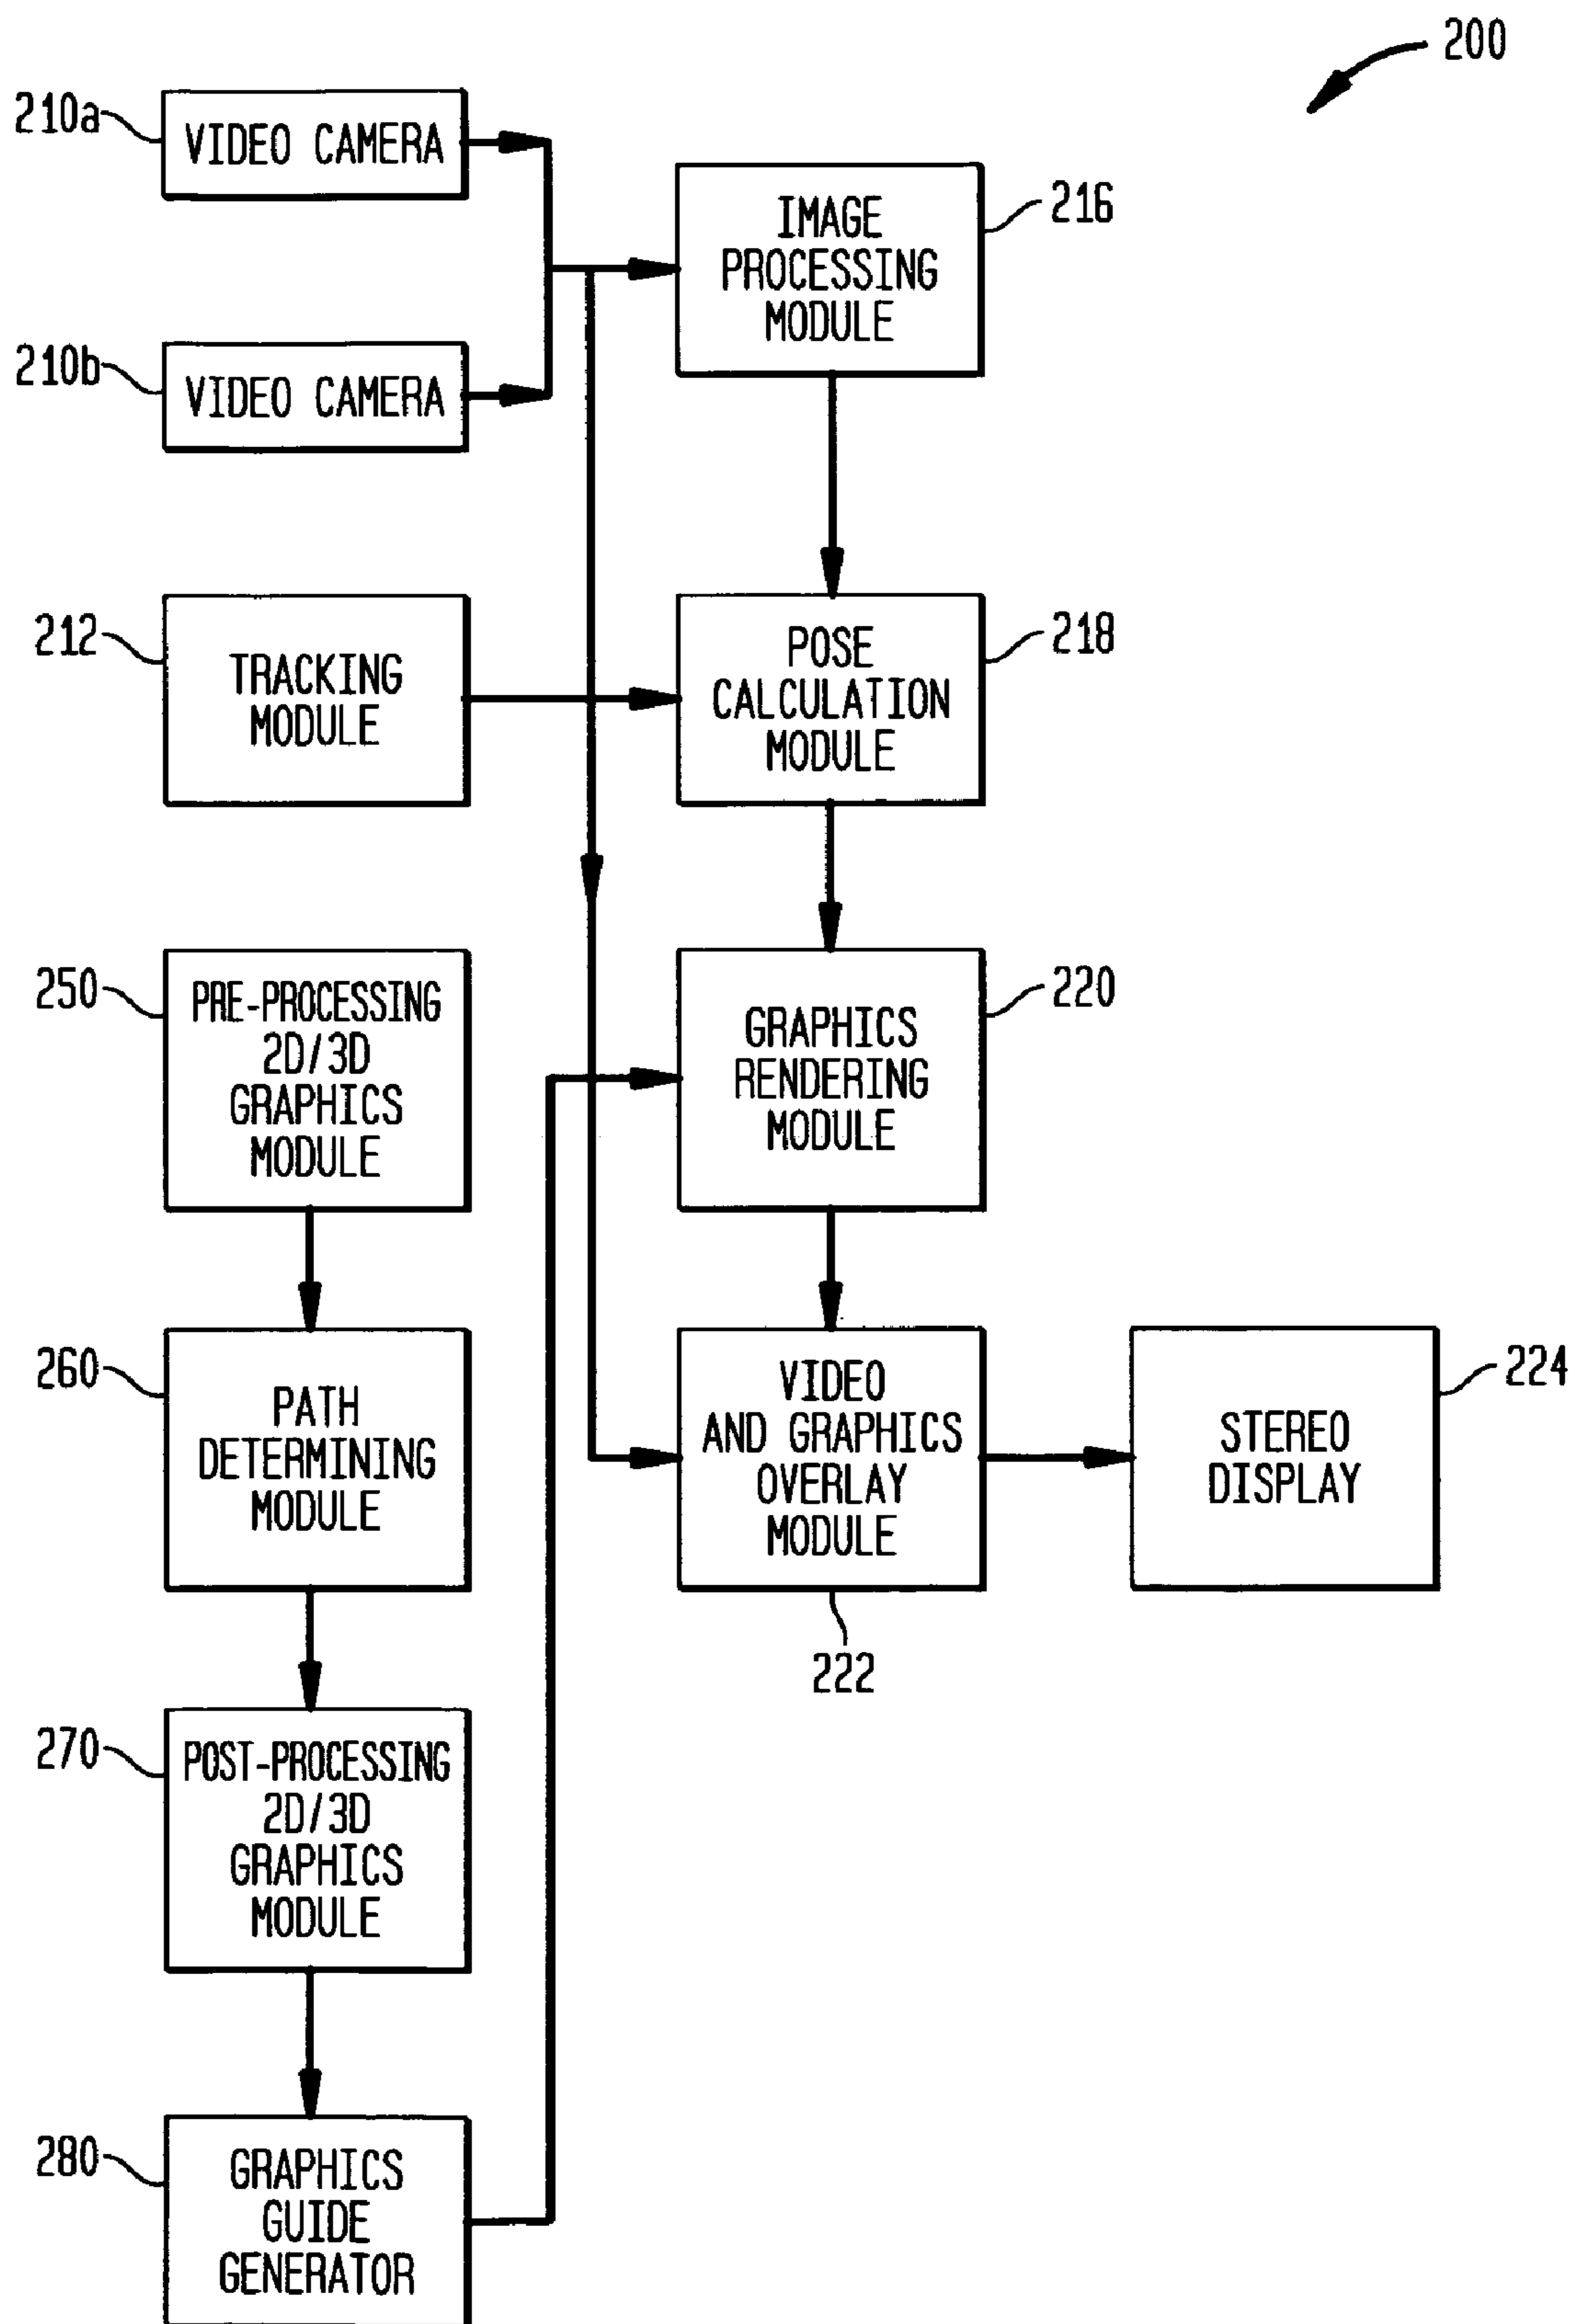 200
210a
VIDEO CAMERA
210b
VIDEO CAMERA
IMAGE
PROCESSING
MODULE
216
212
TRACKING
MODULE
POSE
CALCULATION
MODULE
218
250
PRE-PROCESSING
2D/3D
GRAPHICS
MODULE
GRAPHICS
RENDERING
MODULE
220
260
PATH
DETERMINING
MODULE
VIDEO
AND GRAPHICS
OVERLAY
MODULE
222
STEREO
DISPLAY
224
270
POST-PROCESSING
2D/3D
GRAPHICS
MODULE
280
GRAPHICS
GUIDE
GENERATOR